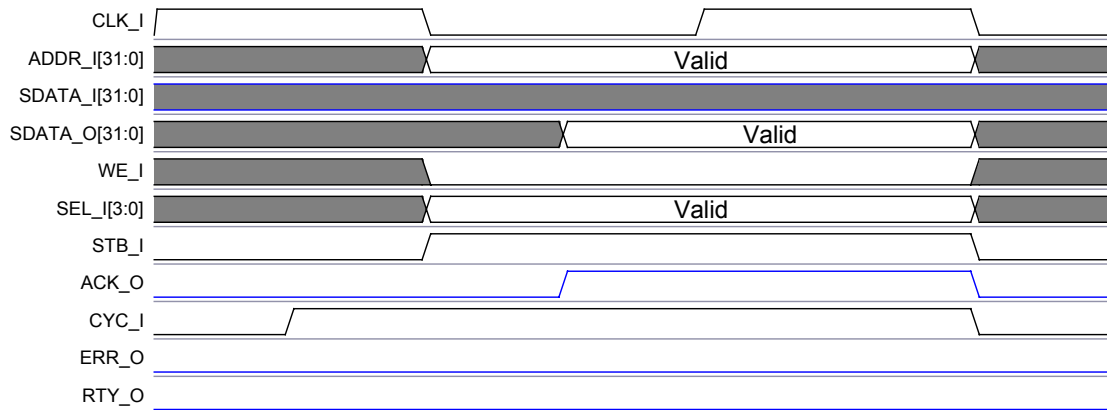 CLK_I
ADDR_I[31:0] Valid
SDATA_I[31:0]
SDATA_O[31:0] Valid
WE_I
SEL_I[3:0] Valid
STB_I
ACK_O
CYC_I
ERR_O
RTY_O